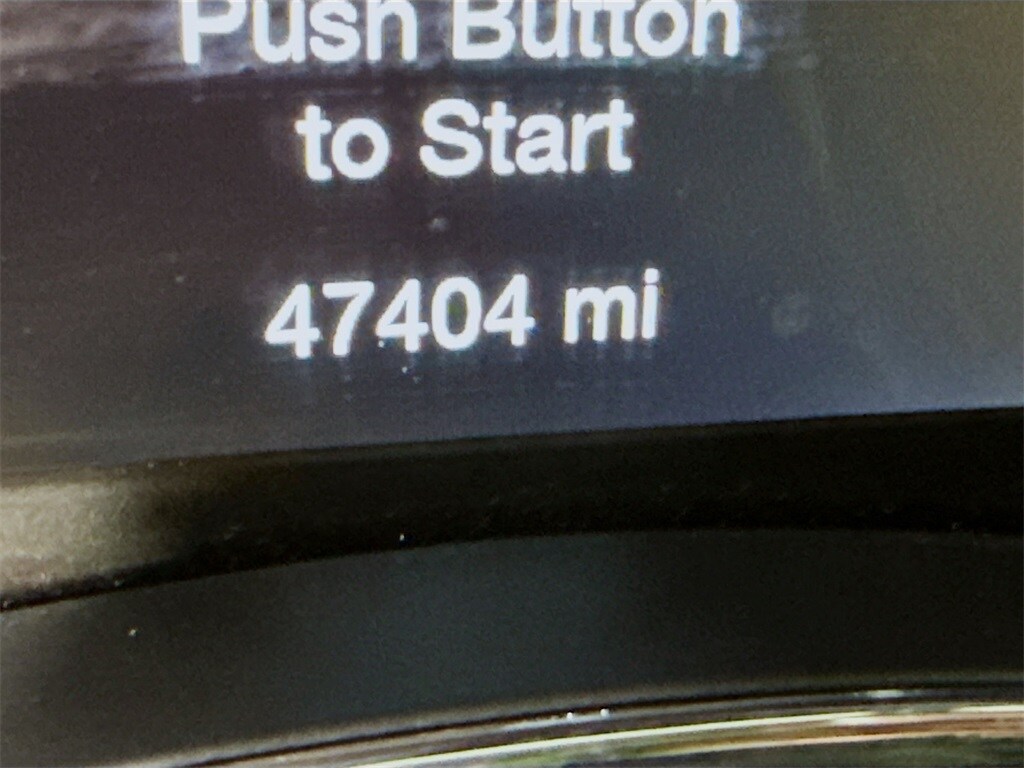 Push Button
to Start
47404 mi